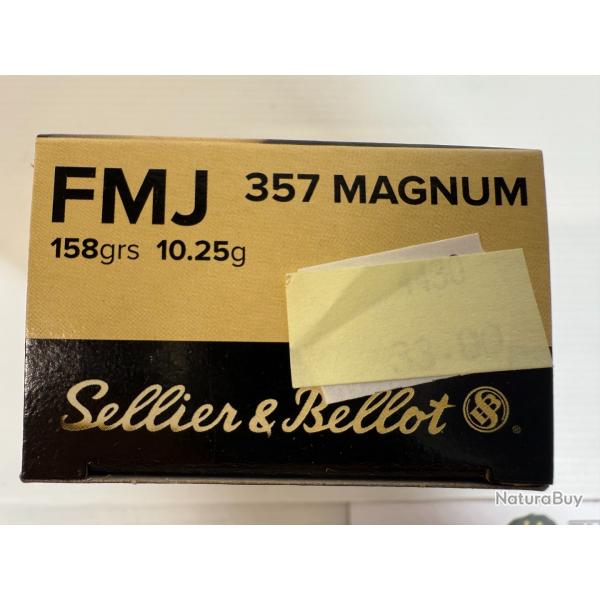 FMJ 357 MAGNUM
158grs 10.25g
Sellier & Bellot
NaturaBuy